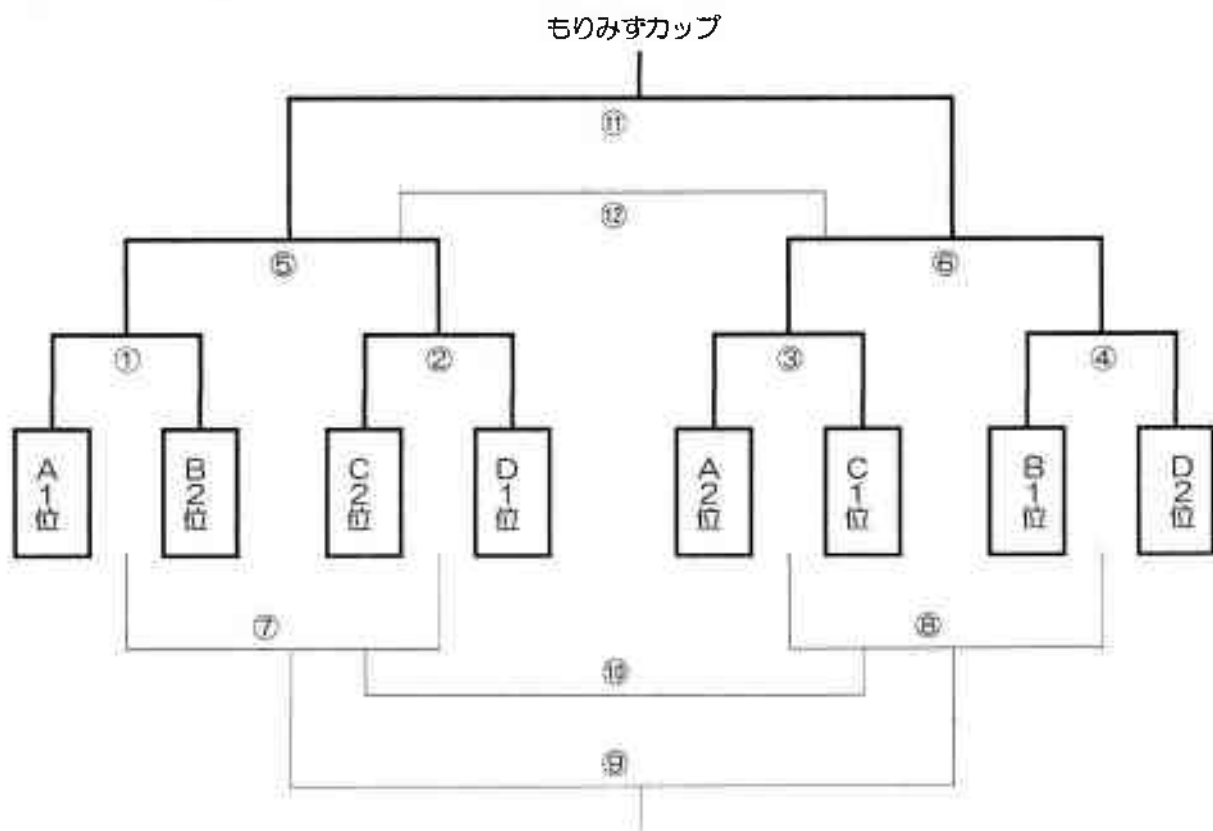 もりみずカップ
⑪
⑫
⑤
⑥
①
②
③
④
A1位
B2位
C2位
D1位
A2位
C1位
B1位
D2位
⑦
⑧
⑩
⑨